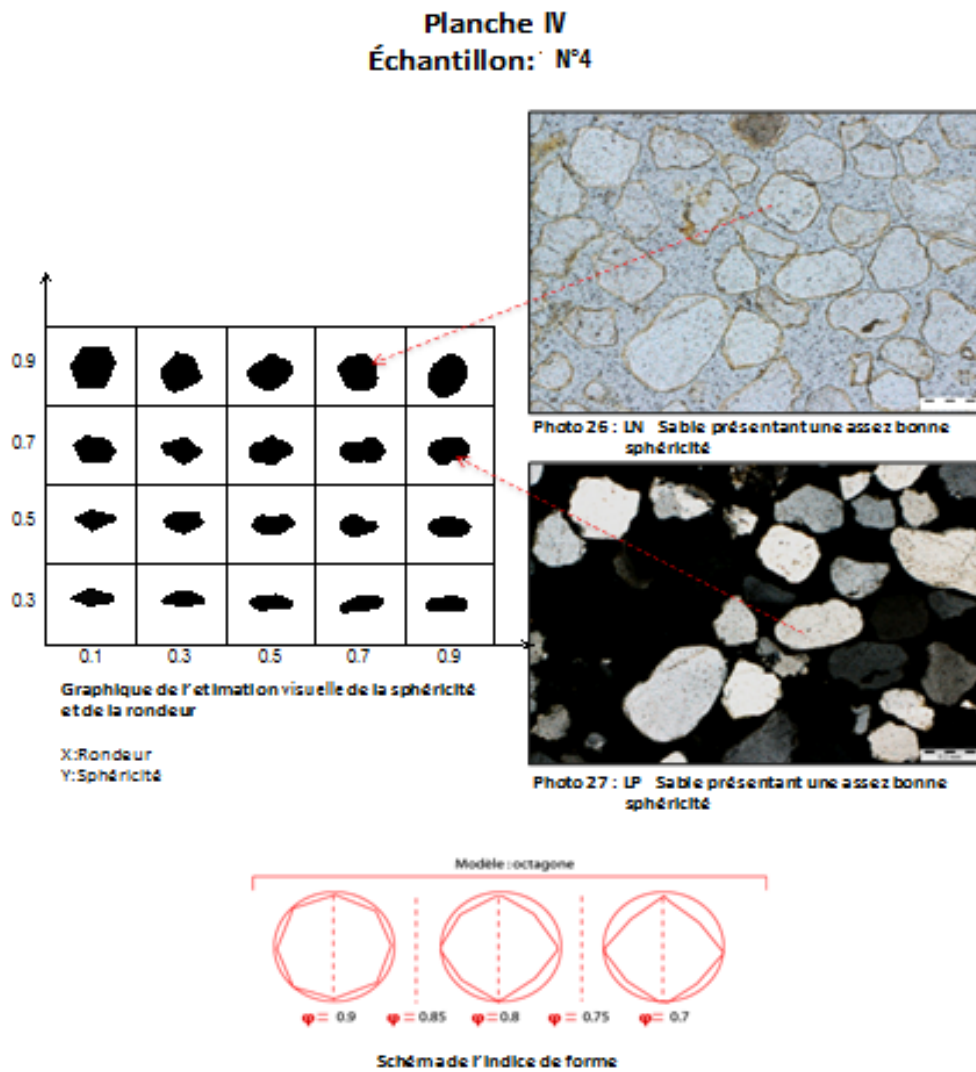 Planche IV
Échantillon: N°4
0.9
0.7
0.5
0.3
0.1 0.3 0.5 0.7 0.9
Graphique de l'etimation visuelle de la sphéricité
et de la rondeur
X:Rondeur
Y:Sphéricité
Photo 26 : LN Sable présentant une assez bonne
sphéricité
Photo 27 : LP Sable présentant une assez bonne
sphéricité
Modèle : octagone
φ= 0.9 φ= 0.85 φ= 0.8 φ= 0.75 φ= 0.7
Schéma de l'indice de forme